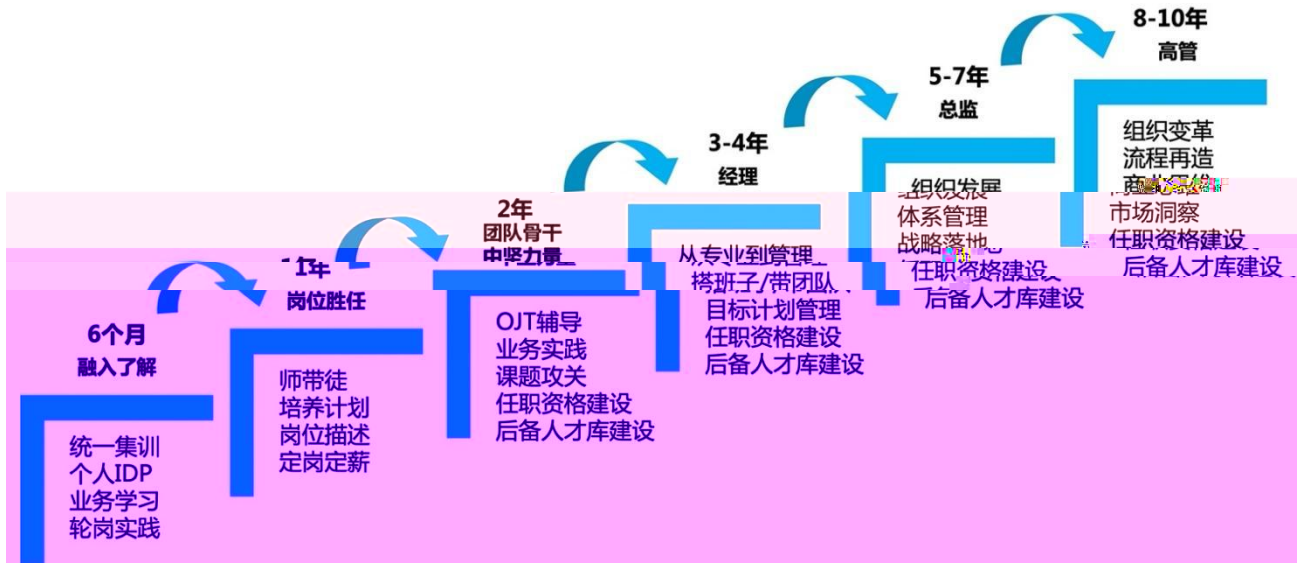 6个月
融入了解
统一集训
个人IDP
业务学习
轮岗实践
1年
岗位胜任
师带徒
培养计划
岗位描述
定岗定薪
2年
团队骨干
中坚力量
OJT辅导
业务实践
课题攻关
任职资格建设
后备人才库建设
3-4年
经理
从专业到管理
搭班子/带团队
目标计划管理
任职资格建设
后备人才库建设
5-7年
总监
组织发展
体系管理
战略落地
任职资格建设
后备人才库建设
8-10年
高管
组织变革
流程再造
商业思维
市场洞察
任职资格建设
后备人才库建设